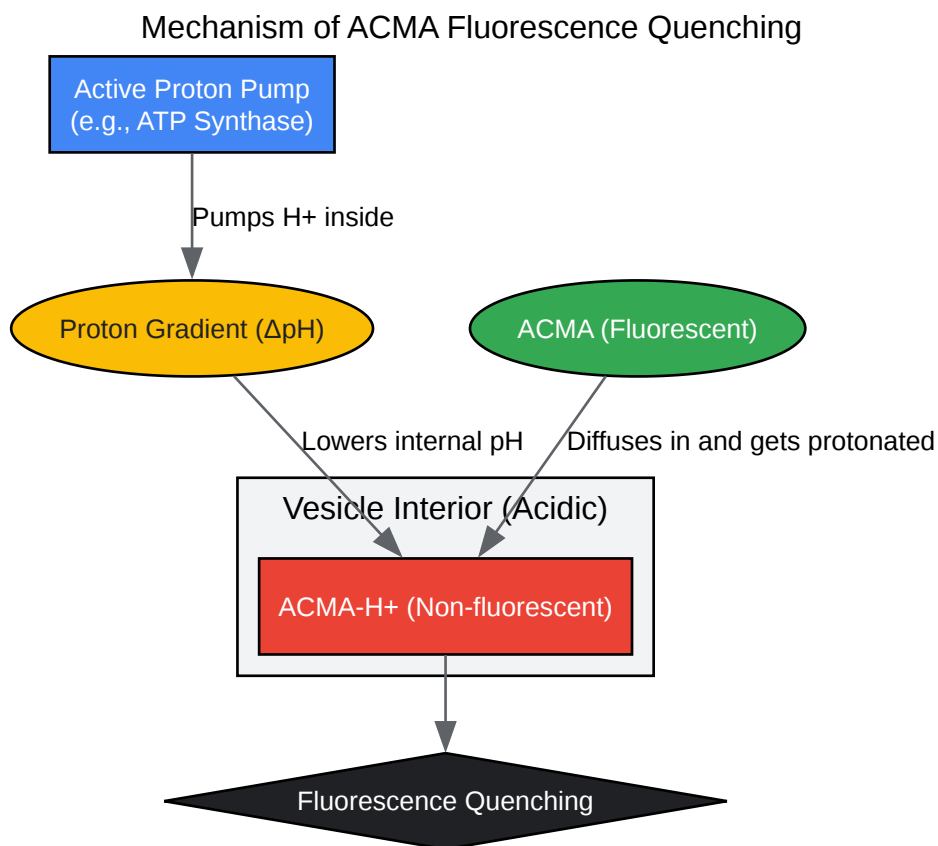 Mechanism of ACMA Fluorescence Quenching
Active Proton Pump
(e.g., ATP Synthase)
Pumps H+ inside
Proton Gradient (ΔpH)
ACMA (Fluorescent)
Lowers internal pH
Diffuses in and gets protonated
Vesicle Interior (Acidic)
ACMA-H+ (Non-fluorescent)
Fluorescence Quenching